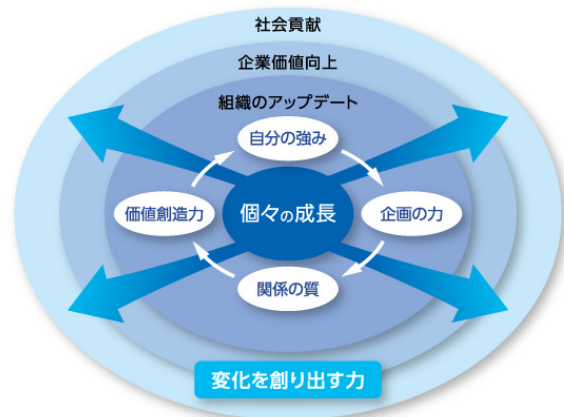 社会貢献
企業価値向上
組織のアップデート
自分の強み
価値創造力
個々の成長
企画の力
関係の質
変化を創り出す力